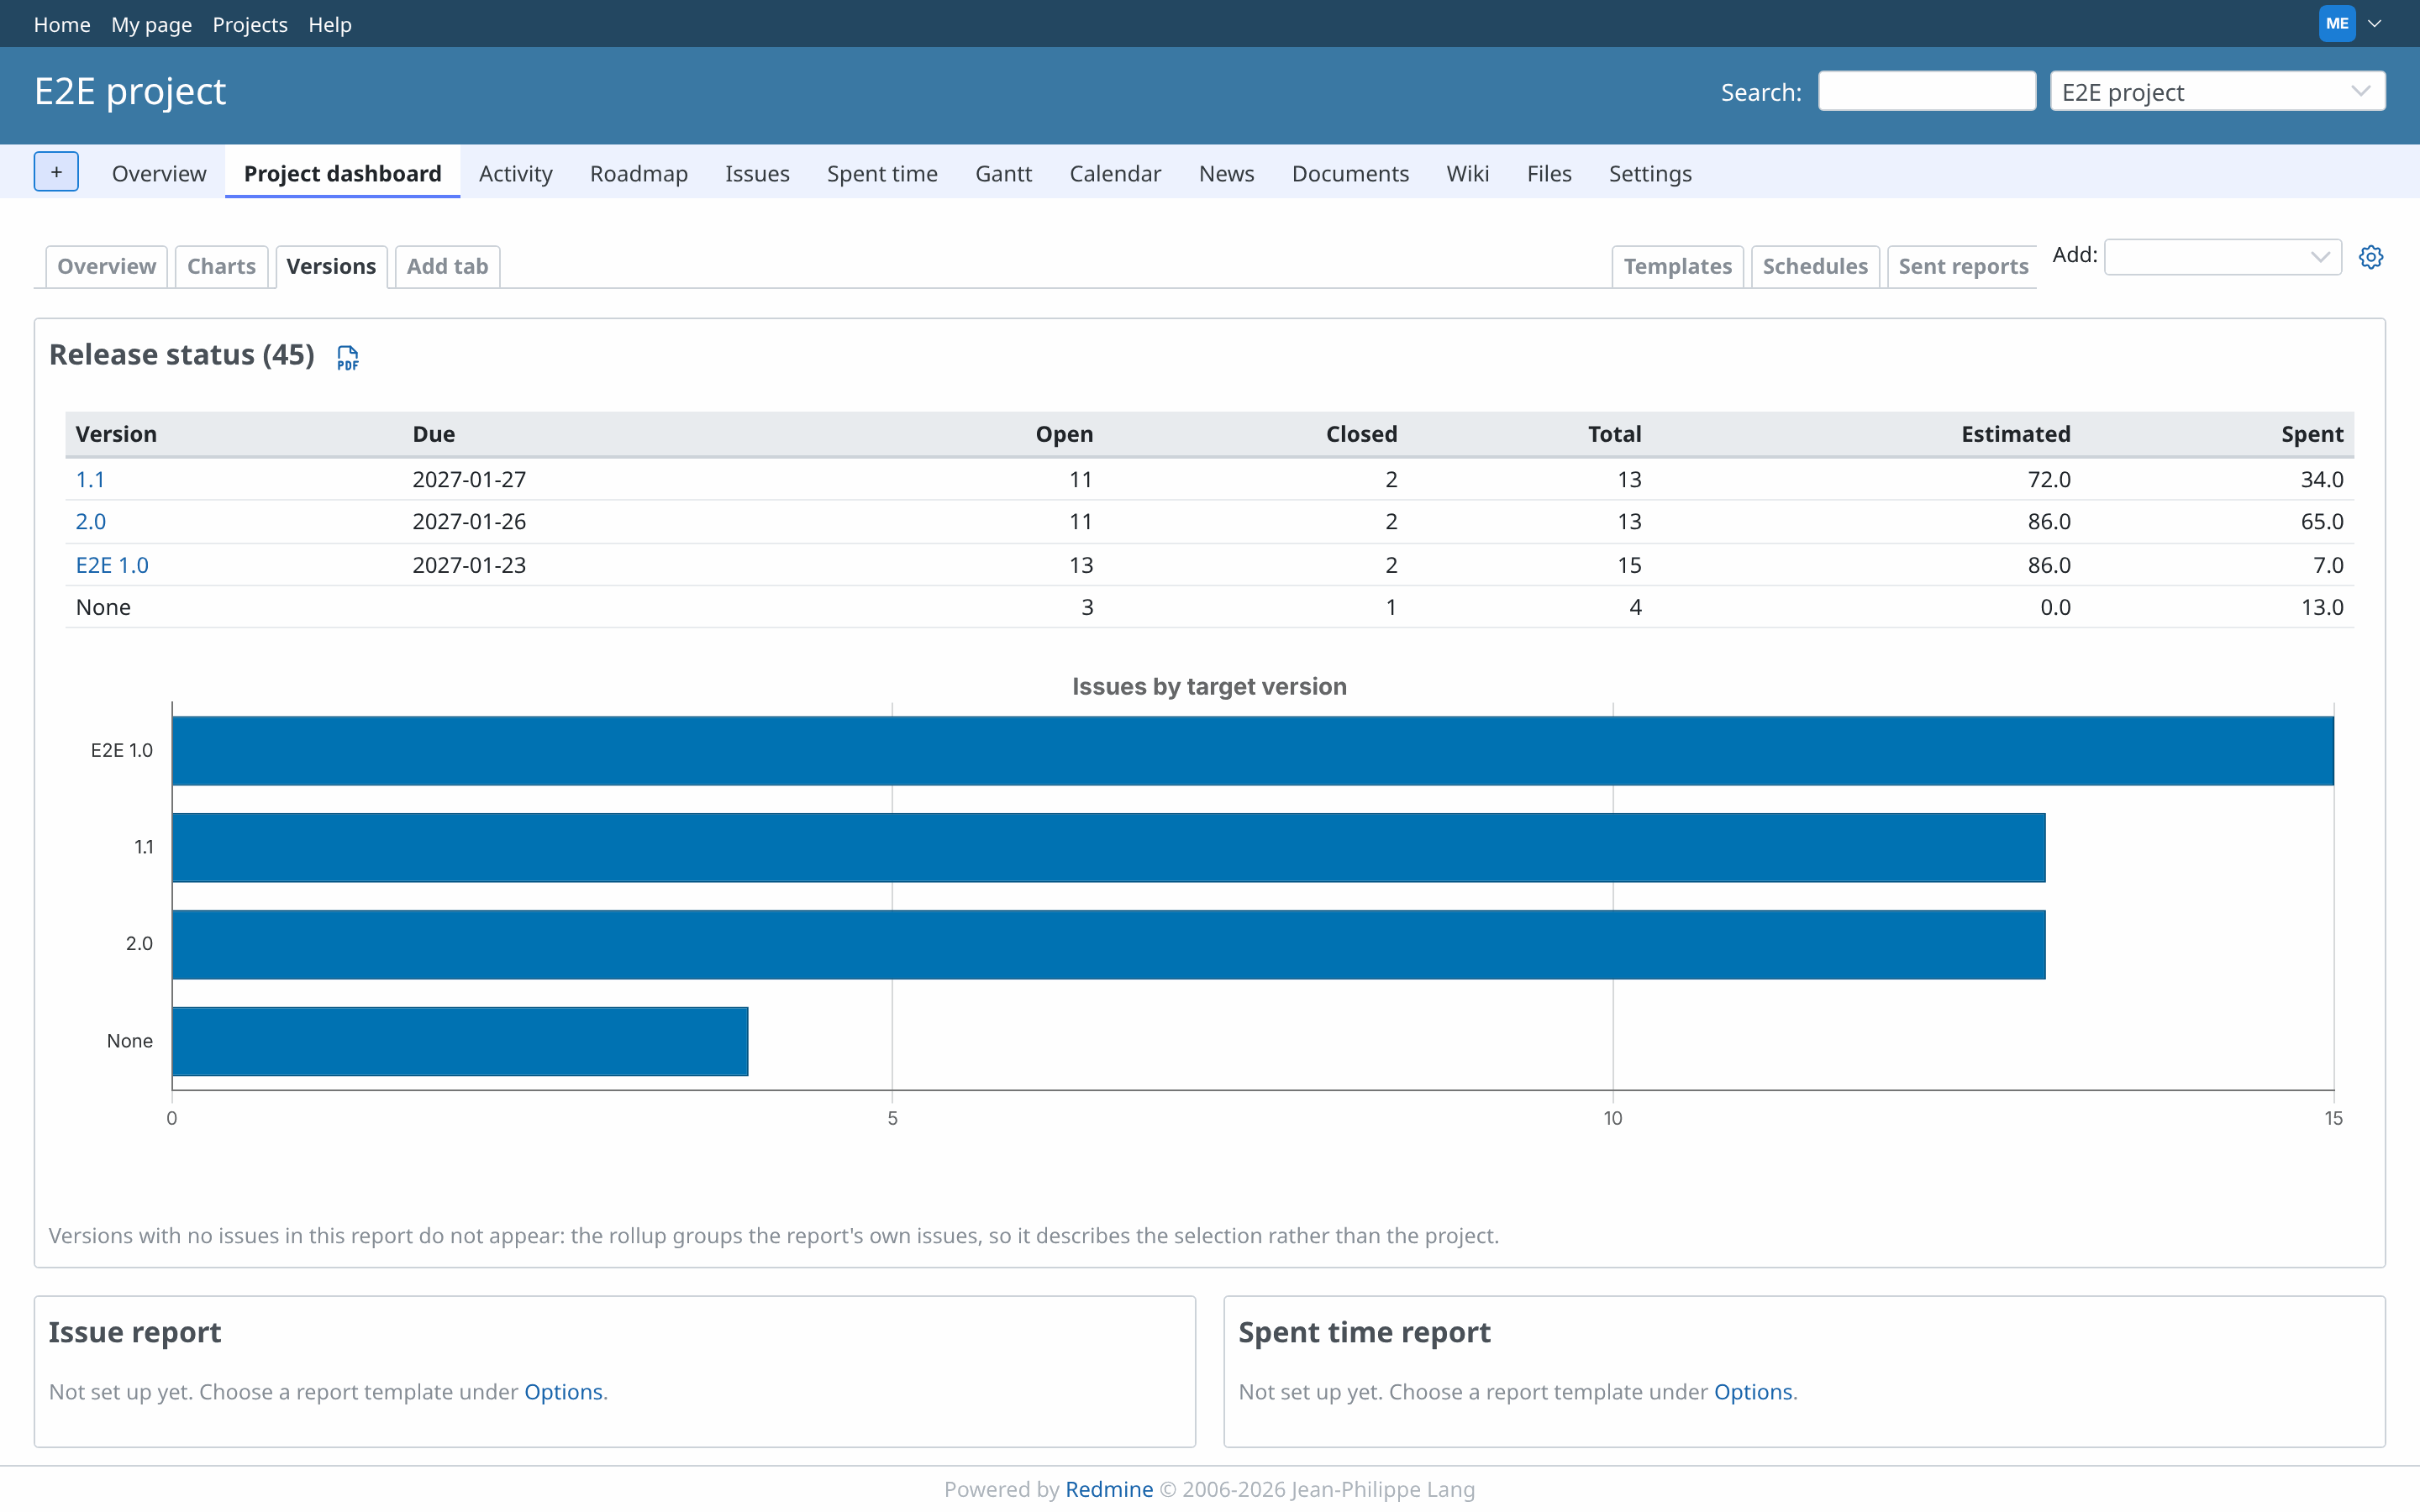 Home My page Projects Help ME
E2E project Search: E2E project
+ Overview Project dashboard Activity Roadmap Issues Spent time Gantt Calendar News Documents Wiki Files Settings
Overview Charts Versions Add tab Templates Schedules Sent reports Add:
Release status (45) PDF
Version Due Open Closed Total Estimated Spent
1.1 2027-01-27 11 2 13 72.0 34.0
2.0 2027-01-26 11 2 13 86.0 65.0
E2E 1.0 2027-01-23 13 2 15 86.0 7.0
None 3 1 4 0.0 13.0
Issues by target version
E2E 1.0
1.1
2.0
None
0 5 10 15
Versions with no issues in this report do not appear: the rollup groups the report's own issues, so it describes the selection rather than the project.
Issue report
Not set up yet. Choose a report template under Options.
Spent time report
Not set up yet. Choose a report template under Options.
Powered by Redmine © 2006-2026 Jean-Philippe Lang